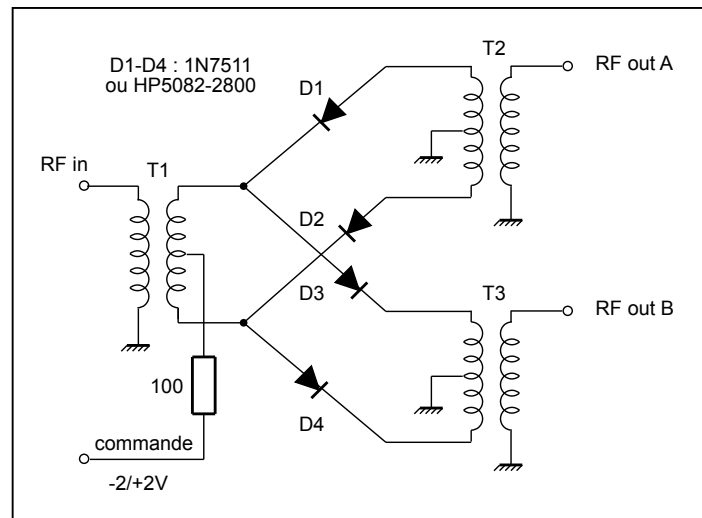 D1-D4 : 1N7511
ou HP5082-2800
D1
T2
RF out A
RF in
T1
D2
D3
T3
RF out B
100
D4
commande
-2/+2V